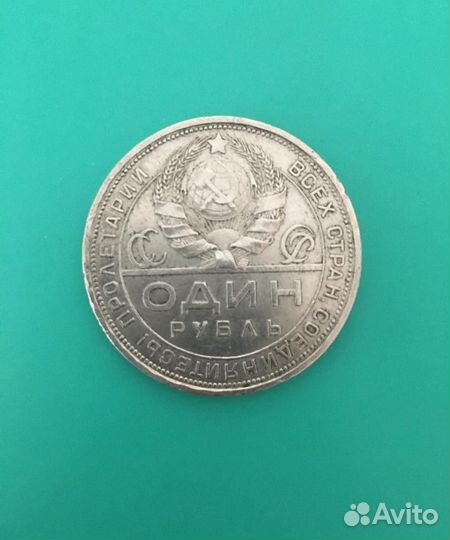 ПРОЛЕТАРИИ ВСЕХ СТРАН, СОЕДИНЯЙТЕСЬ!
СС СР
ОДИН
РУБЛЬ
Avito